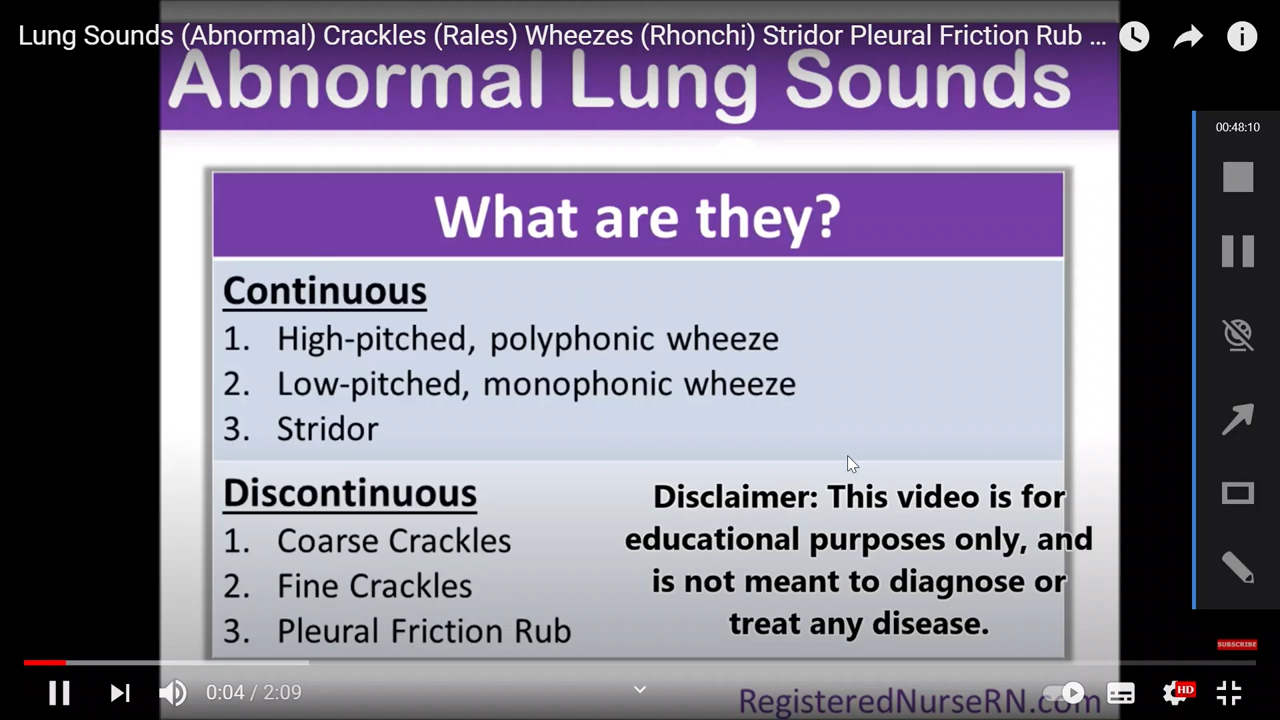 Lung Sounds (Abnormal) Crackles (Rales) Wheezes (Rhonchi) Stridor Pleural Friction Rub ...
Abnormal Lung Sounds
00:48:10
What are they?
Continuous
1. High-pitched, polyphonic wheeze
2. Low-pitched, monophonic wheeze
3. Stridor
Discontinuous
1. Coarse Crackles
2. Fine Crackles
3. Pleural Friction Rub
Disclaimer: This video is for
educational purposes only, and
is not meant to diagnose or
treat any disease.
SUBSCRIBE
0:04 / 2:09
HD
RegisteredNurseRN.com